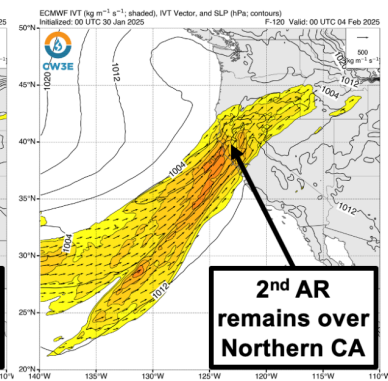 ECMWF IVT (kg m⁻¹ s⁻¹; shaded), IVT Vector, and SLP (hPa; contours)
Initialized: 00 UTC 30 Jan 2025 F-120 Valid: 00 UTC 04 Feb 2025
50°N
45°N
40°N
35°N
30°N
25°N
20°N
CW3E
1020
1012
1012
1004
1004
1012
1004
1012
1012
500
kg m⁻¹ s⁻¹
2nd AR
remains over
Northern CA
140°W 135°W 130°W 125°W 120°W 115°W 110°W